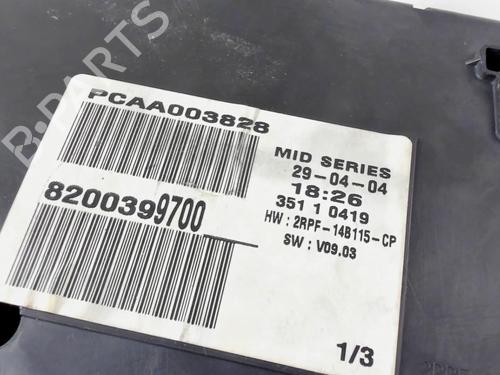 B-PARTS
PCAA003828
8200399700
MID SERIES
29-04-04
18:26
351 1 0419
HW : 2RPF-14B115-CP
SW : V09.03
1/3